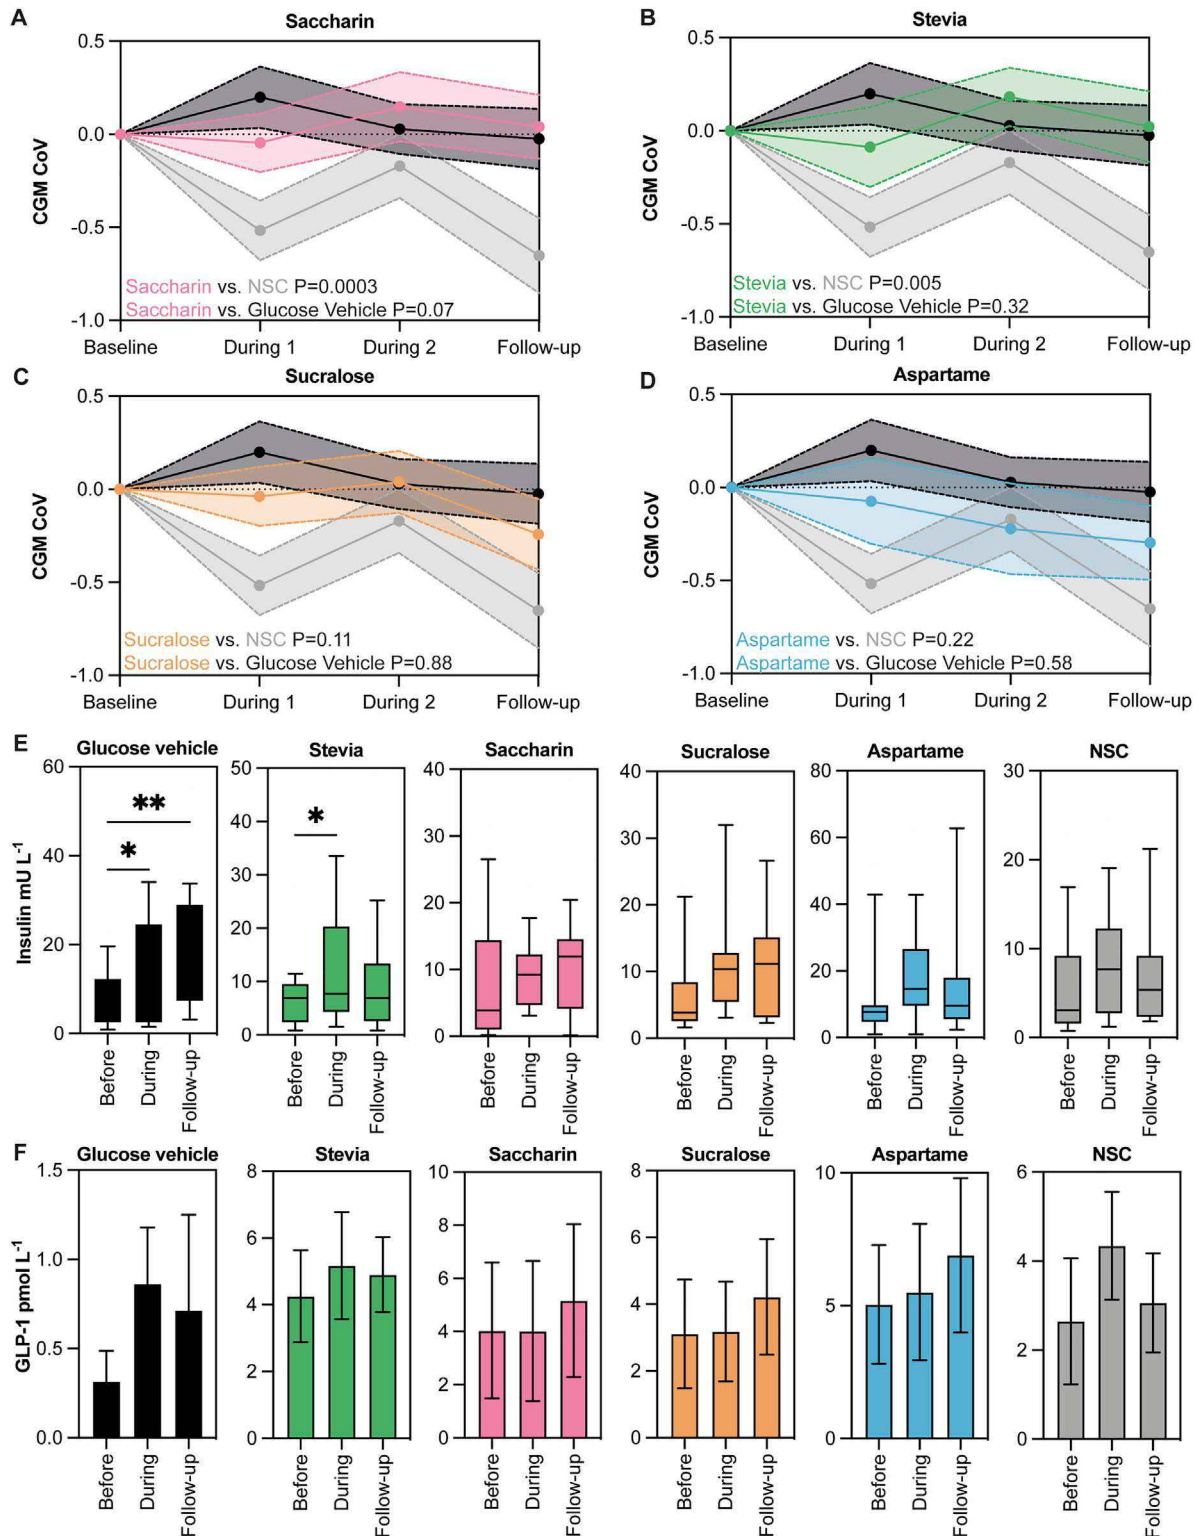 A
Saccharin
CGM CoV
0.5
0.0
-0.5
-1.0
Saccharin vs. NSC P=0.0003
Saccharin vs. Glucose Vehicle P=0.07
Baseline During 1 During 2 Follow-up
B
Stevia
CGM CoV
0.5
0.0
-0.5
-1.0
Stevia vs. NSC P=0.005
Stevia vs. Glucose Vehicle P=0.32
Baseline During 1 During 2 Follow-up
C
Sucralose
CGM CoV
0.5
0.0
-0.5
-1.0
Sucralose vs. NSC P=0.11
Sucralose vs. Glucose Vehicle P=0.88
Baseline During 1 During 2 Follow-up
D
Aspartame
CGM CoV
0.5
0.0
-0.5
-1.0
Aspartame vs. NSC P=0.22
Aspartame vs. Glucose Vehicle P=0.58
Baseline During 1 During 2 Follow-up
E
Glucose vehicle
Insulin mU L-1
60
40
20
0
**
*
Before During Follow-up
Stevia
50
40
30
20
10
0
*
Before During Follow-up
Saccharin
40
30
20
10
0
Before During Follow-up
Sucralose
40
30
20
10
0
Before During Follow-up
Aspartame
80
60
40
20
0
Before During Follow-up
NSC
30
20
10
0
Before During Follow-up
F
Glucose vehicle
GLP-1 pmol L-1
1.5
1.0
0.5
0.0
Before During Follow-up
Stevia
8
6
4
2
0
Before During Follow-up
Saccharin
10
8
6
4
2
0
Before During Follow-up
Sucralose
8
6
4
2
0
Before During Follow-up
Aspartame
10
5
0
Before During Follow-up
NSC
6
4
2
0
Before During Follow-up